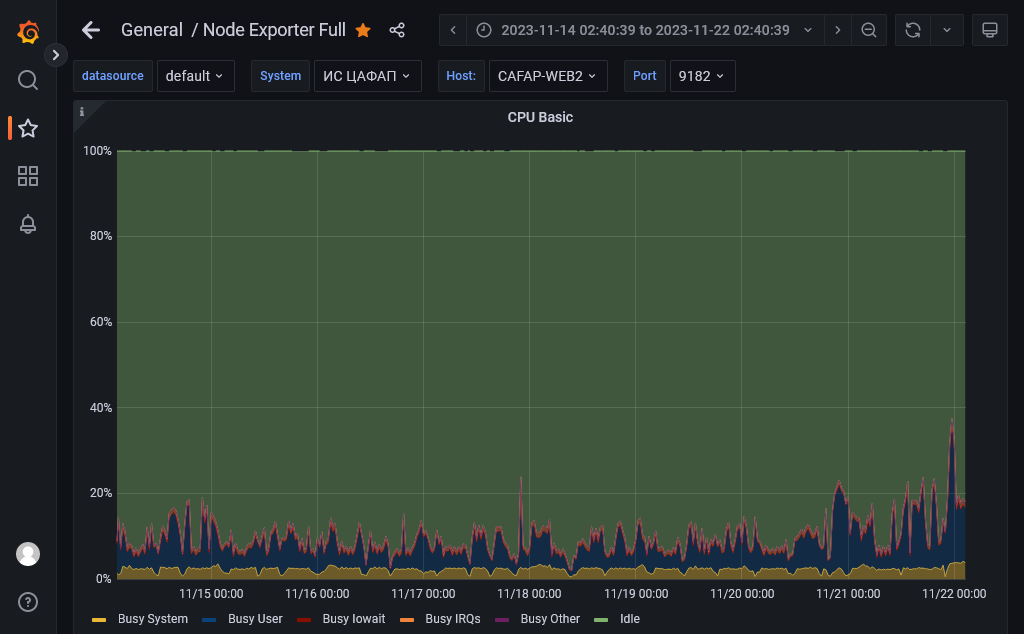 General / Node Exporter Full
2023-11-14 02:40:39 to 2023-11-22 02:40:39
datasource default System ИС ЦАФАП Host: CAFAP-WEB2 Port 9182
i
CPU Basic
100%
80%
60%
40%
20%
0%
11/15 00:00 11/16 00:00 11/17 00:00 11/18 00:00 11/19 00:00 11/20 00:00 11/21 00:00 11/22 00:00
Busy System Busy User Busy Iowait Busy IRQs Busy Other Idle